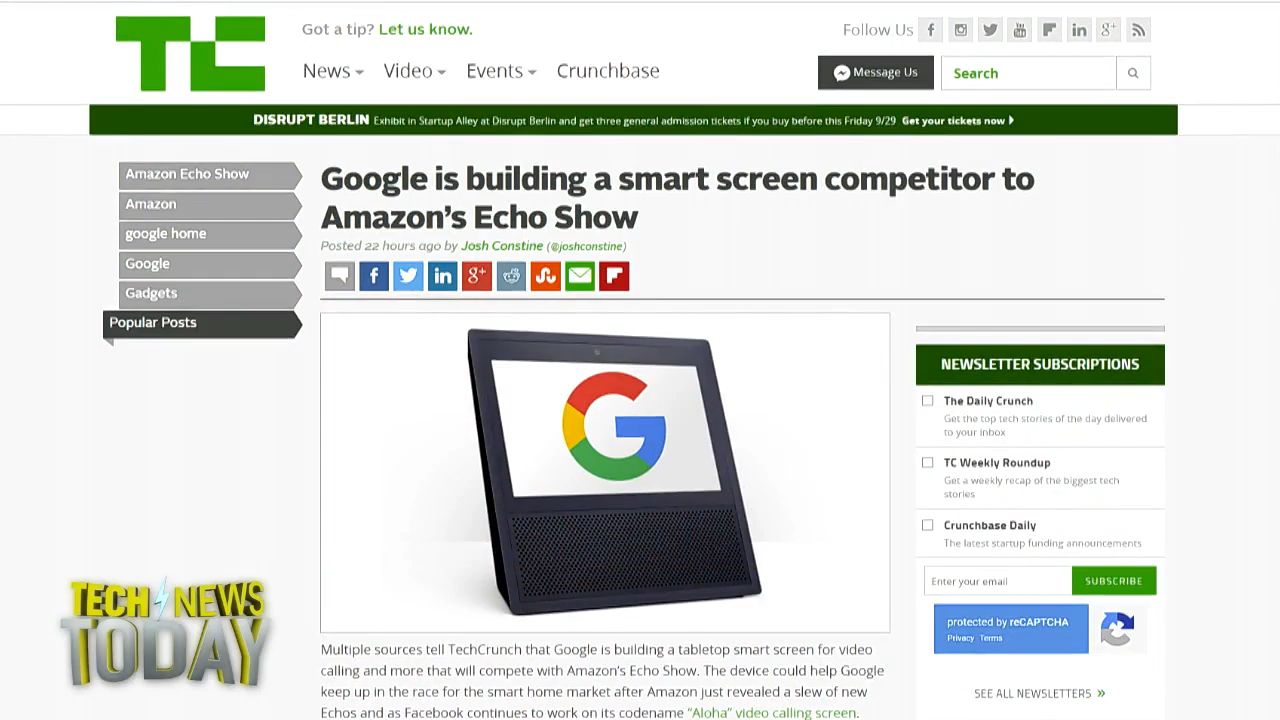 TC
Got a tip? Let us know.
Follow Us
News Video Events Crunchbase
Message Us
Search
DISRUPT BERLIN Exhibit in Startup Alley at Disrupt Berlin and get three general admission tickets if you buy before this Friday 9/29 Get your tickets now
Amazon Echo Show
Amazon
google home
Google
Gadgets
Popular Posts
Google is building a smart screen competitor to
Amazon's Echo Show
Posted 22 hours ago by Josh Constine (@joshconstine)
G
Multiple sources tell TechCrunch that Google is building a tabletop smart screen for video
calling and more that will compete with Amazon's Echo Show. The device could help Google
keep up in the race for the smart home market after Amazon just revealed a slew of new
Echos and as Facebook continues to work on its codename "Aloha" video calling screen.
NEWSLETTER SUBSCRIPTIONS
The Daily Crunch
Get the top tech stories of the day delivered
to your inbox
TC Weekly Roundup
Get a weekly recap of the biggest tech
stories
Crunchbase Daily
The latest startup funding announcements
Enter your email SUBSCRIBE
protected by reCAPTCHA
Privacy Terms
SEE ALL NEWSLETTERS »
TECH NEWS
TODAY